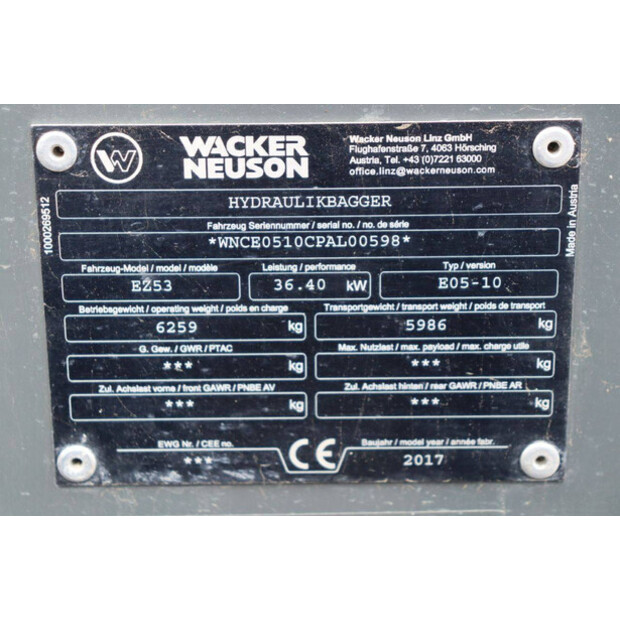 W
WACKER
NEUSON
Wacker Neuson Linz GmbH
Flughafenstraße 7, 4063 Hörsching
Austria, Tel. +43 (0)7221 63000
office.linz@wackerneuson.com
1000269512
Made in Austria
HYDRAULIKBAGGER
Fahrzeug Seriennummer / serial no. / no. de série
*WNCE0510CPAL00598*
Fahrzeug-Model / model / modèle
EZ53
Leistung / performance
36.40 kW
Typ / version
E05-10
Betriebsgewicht / operating weight / poids en charge
6259 kg
Transportgewicht / transport weight / poids de transport
5986 kg
G. Gew. / GWR / PTAC
*** kg
Max. Nutzlast / max. payload / max. charge utile
*** kg
Zul. Achslast vorne / front GAWR / PNBE AV
*** kg
Zul. Achslast hinten / rear GAWR / PNBE AR
*** kg
EWG Nr. / CEE no.
***
CE
Baujahr / model year / année fabr.
2017